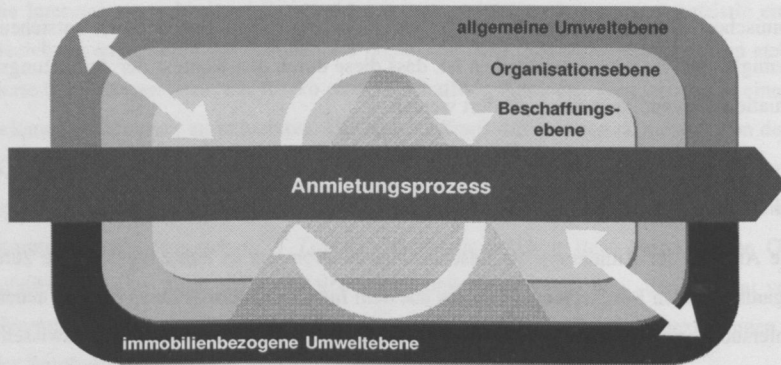 allgemeine Umweltebene
Organisationsebene
Beschaffungs-
ebene
Anmietungsprozess
immobilienbezogene Umweltebene